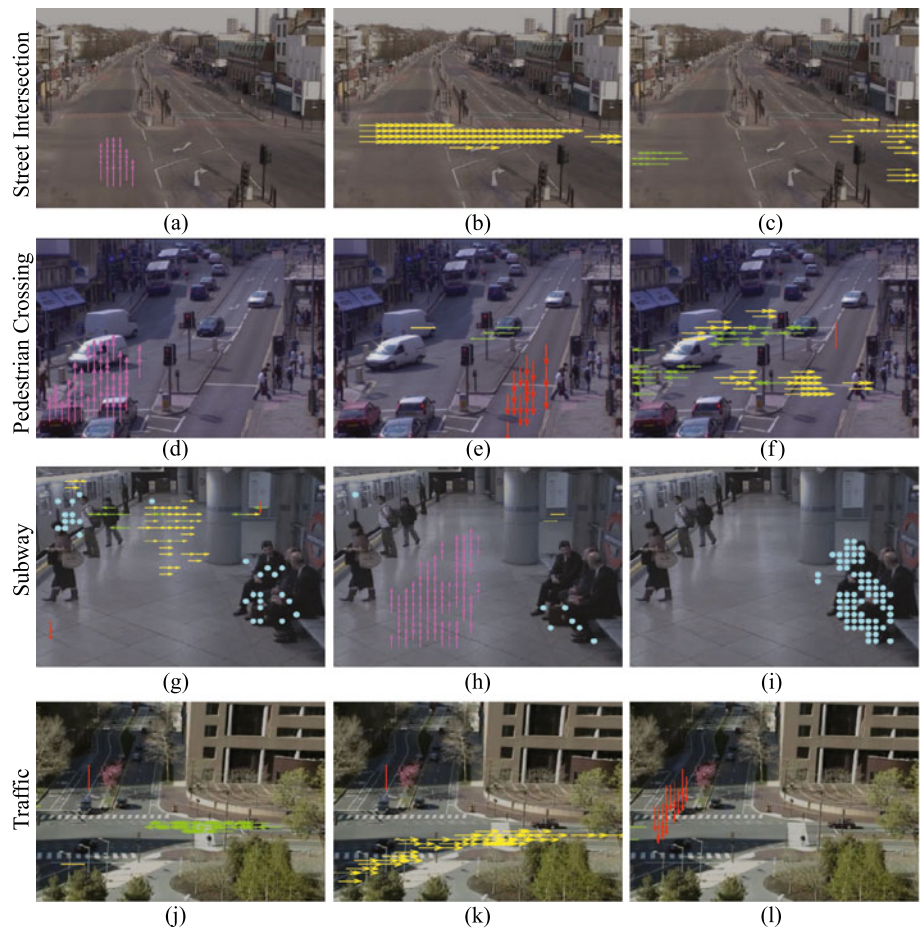 Street Intersection
(a)
(b)
(c)
Pedestrian Crossing
(d)
(e)
(f)
Subway
(g)
(h)
(i)
Traffic
(j)
(k)
(l)